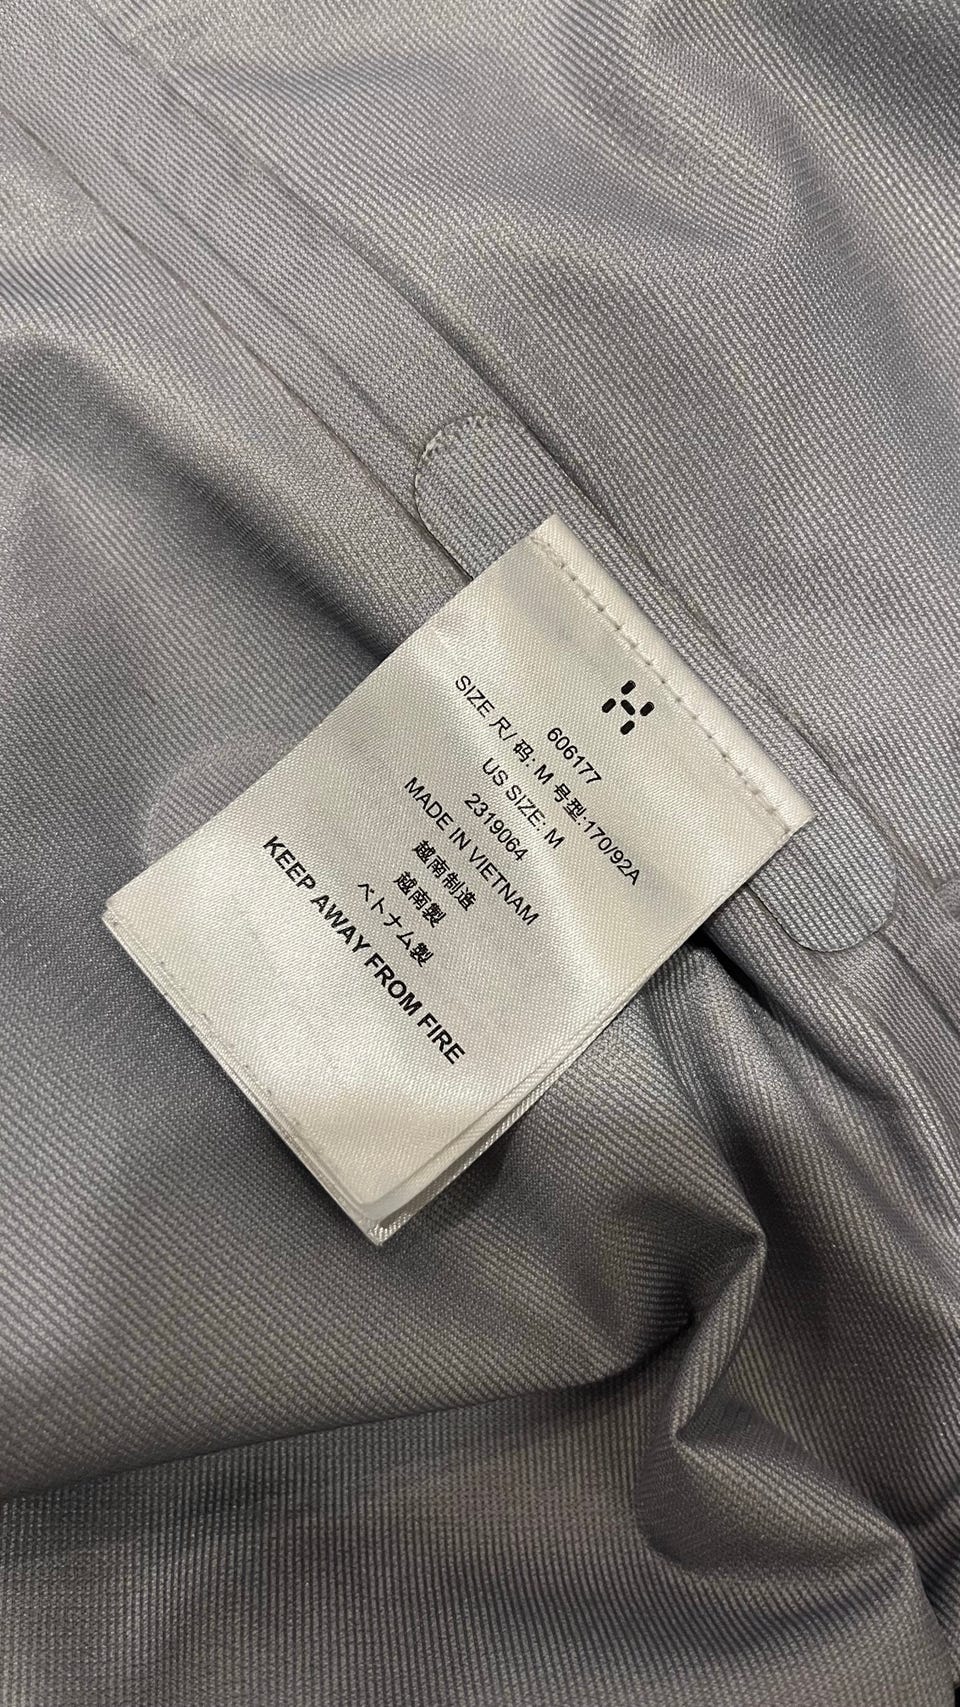 606177
SIZE 尺/ 码: M 号型:170/92A
US SIZE: M
2319064
MADE IN VIETNAM
越南制造
越南製
ベトナム製
KEEP AWAY FROM FIRE